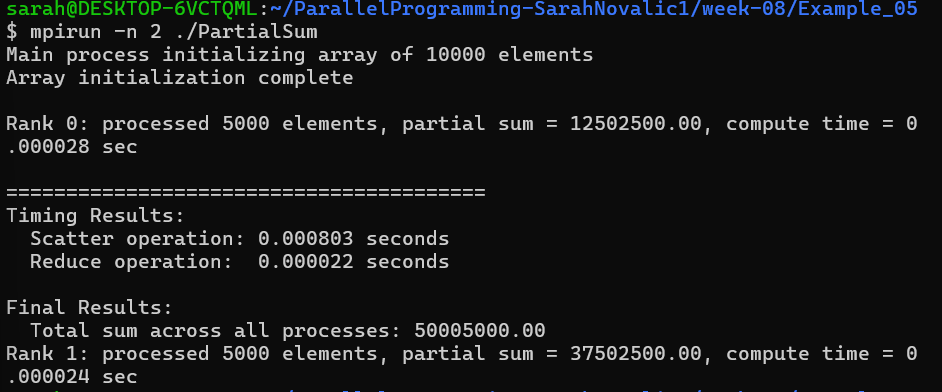 sarah@DESKTOP-6VCTQML:~/ParallelProgramming-SarahNovalic1/week-08/Example_05
$ mpirun -n 2 ./PartialSum
Main process initializing array of 10000 elements
Array initialization complete
Rank 0: processed 5000 elements, partial sum = 12502500.00, compute time = 0
.000028 sec
========================================
Timing Results:
  Scatter operation: 0.000803 seconds
  Reduce operation:  0.000022 seconds
Final Results:
  Total sum across all processes: 50005000.00
Rank 1: processed 5000 elements, partial sum = 37502500.00, compute time = 0
.000024 sec